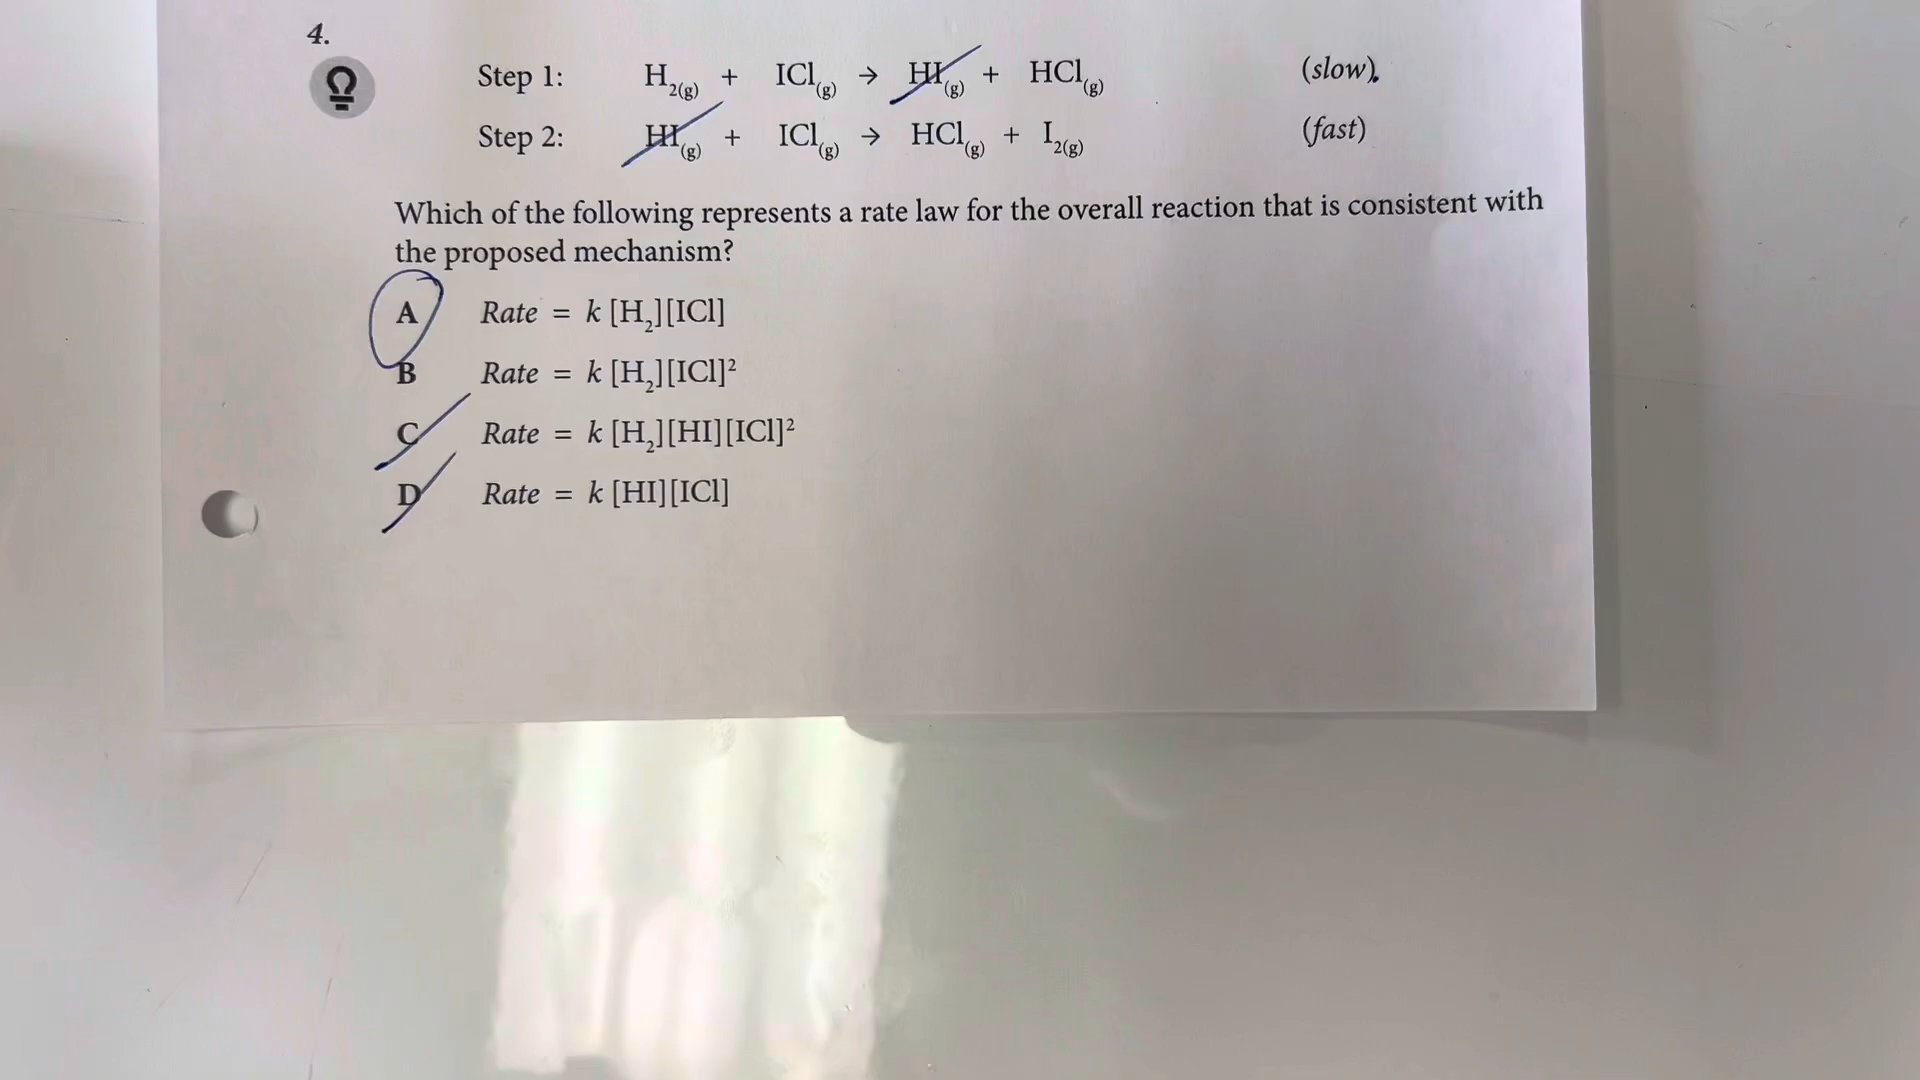 4.
Step 1: H₂(g) + ICl(g) → HI(g) + HCl(g) (slow).
Step 2: HI(g) + ICl(g) → HCl(g) + I₂(g) (fast)
Which of the following represents a rate law for the overall reaction that is consistent with
the proposed mechanism?
A Rate = k [H₂][ICl]
B Rate = k [H₂][ICl]²
C Rate = k [H₂][HI][ICl]²
D Rate = k [HI][ICl]